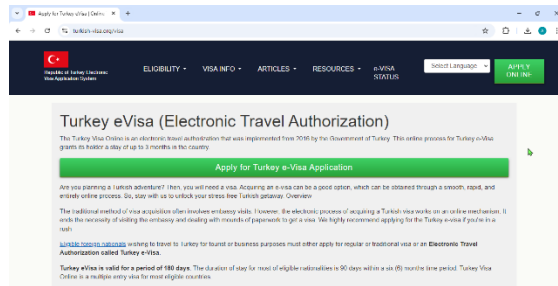 Apply for Turkey eVisa | Online
turkish-visa.org/visa
Republic of Turkey Electronic
Visa Application System
ELIGIBILITY
VISA INFO
ARTICLES
RESOURCES
e-VISA
STATUS
Select Language
APPLY
ONLINE
Turkey eVisa (Electronic Travel Authorization)
The Turkey Visa Online is an electronic travel authorization that was implemented from 2016 by the Government of Turkey. This online process for Turkey e-Visa
grants its holder a stay of up to 3 months in the country.
Apply for Turkey e-Visa Application
Are you planning a Turkish adventure? Then, you will need a visa. Acquiring an e-visa can be a good option, which can be obtained through a smooth, rapid, and
entirely online process. So, stay with us to unlock your stress-free Turkish getaway. Overview
The traditional method of visa acquisition often involves embassy visits. However, the electronic process of acquiring a Turkish visa works on an online mechanism. It
ends the necessity of visiting the embassy and dealing with mounds of paperwork to get a visa. We highly recommend applying for the Turkey e-visa if you're in a
rush
Eligible foreign nationals wishing to travel to Turkey for tourist or business purposes must either apply for regular or traditional visa or an Electronic Travel
Authorization called Turkey e-Visa.
Turkey eVisa is valid for a period of 180 days. The duration of stay for most of eligible nationalities is 90 days within a six (6) months time period. Turkey Visa
Online is a multiple entry visa for most eligible countries